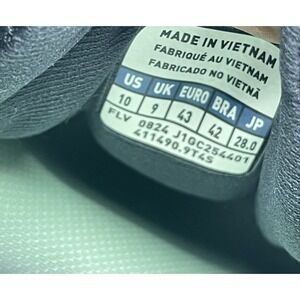 MADE IN VIETNAM
FABRIQUÉ AU VIETNAM
FABRICADO NO VIETNÃ
US UK EURO BRA JP
10 9 43 42 28.0
FLV 0824 J1GC254401
411490.9T45